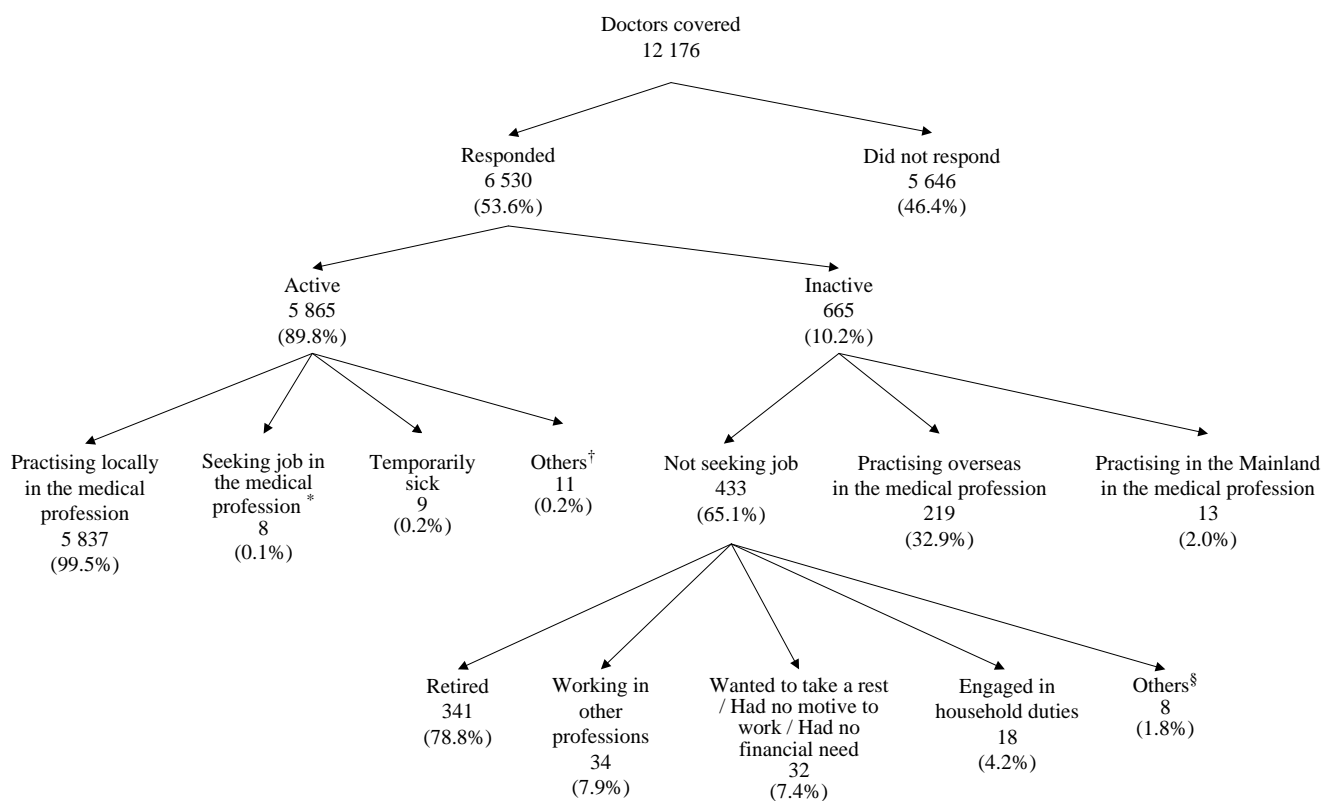 Doctors covered
12 176
Responded
6 530
(53.6%)
Did not respond
5 646
(46.4%)
Active
5 865
(89.8%)
Inactive
665
(10.2%)
Practising locally
in the medical
profession
5 837
(99.5%)
Seeking job in
the medical
profession *
8
(0.1%)
Temporarily
sick
9
(0.2%)
Others†
11
(0.2%)
Not seeking job
433
(65.1%)
Practising overseas
in the medical profession
219
(32.9%)
Practising in the Mainland
in the medical profession
13
(2.0%)
Retired
341
(78.8%)
Working in
other
professions
34
(7.9%)
Wanted to take a rest
/ Had no motive to
work / Had no
financial need
32
(7.4%)
Engaged in
household duties
18
(4.2%)
Others§
8
(1.8%)